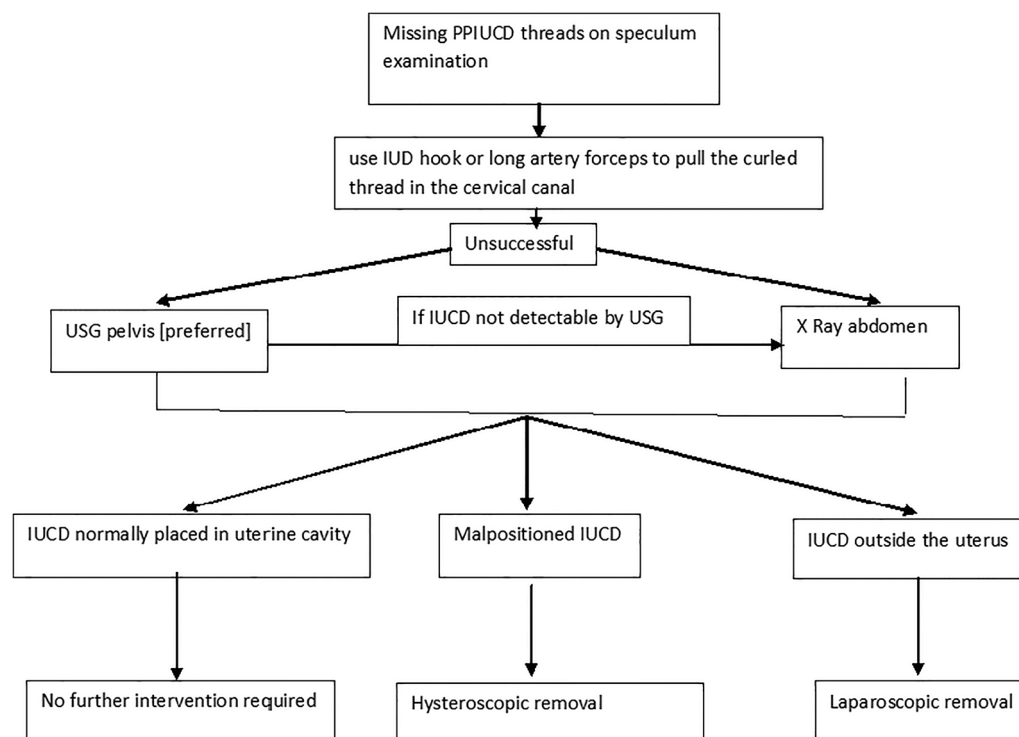 Missing PPIUCD threads on speculum
examination
use IUD hook or long artery forceps to pull the curled
thread in the cervical canal
Unsuccessful
USG pelvis [preferred]
If IUCD not detectable by USG
X Ray abdomen
IUCD normally placed in uterine cavity
Malpositioned IUCD
IUCD outside the uterus
No further intervention required
Hysteroscopic removal
Laparoscopic removal